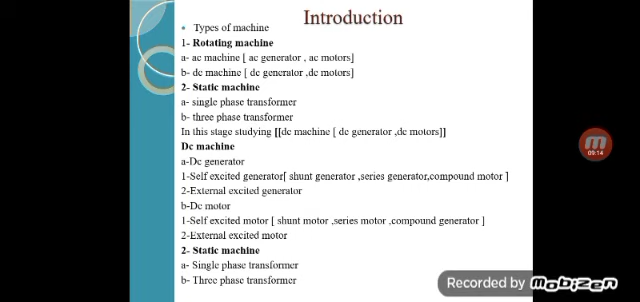 Introduction
• Types of machine
1- Rotating machine
a- ac machine [ ac generator , ac motors]
b- dc machine [ dc generator ,dc motors]
2- Static machine
a- single phase transformer
b- three phase transformer
In this stage studying [[dc machine [ dc generator ,dc motors]]
Dc machine
a-Dc generator
1-Self excited generator[ shunt generator ,series generator,compound motor ]
2-External excited generator
b-Dc motor
1-Self excited motor [ shunt motor ,series motor ,compound generator ]
2-External excited motor
2- Static machine
a- Single phase transformer
b- Three phase transformer
09:14
Recorded by mobizen